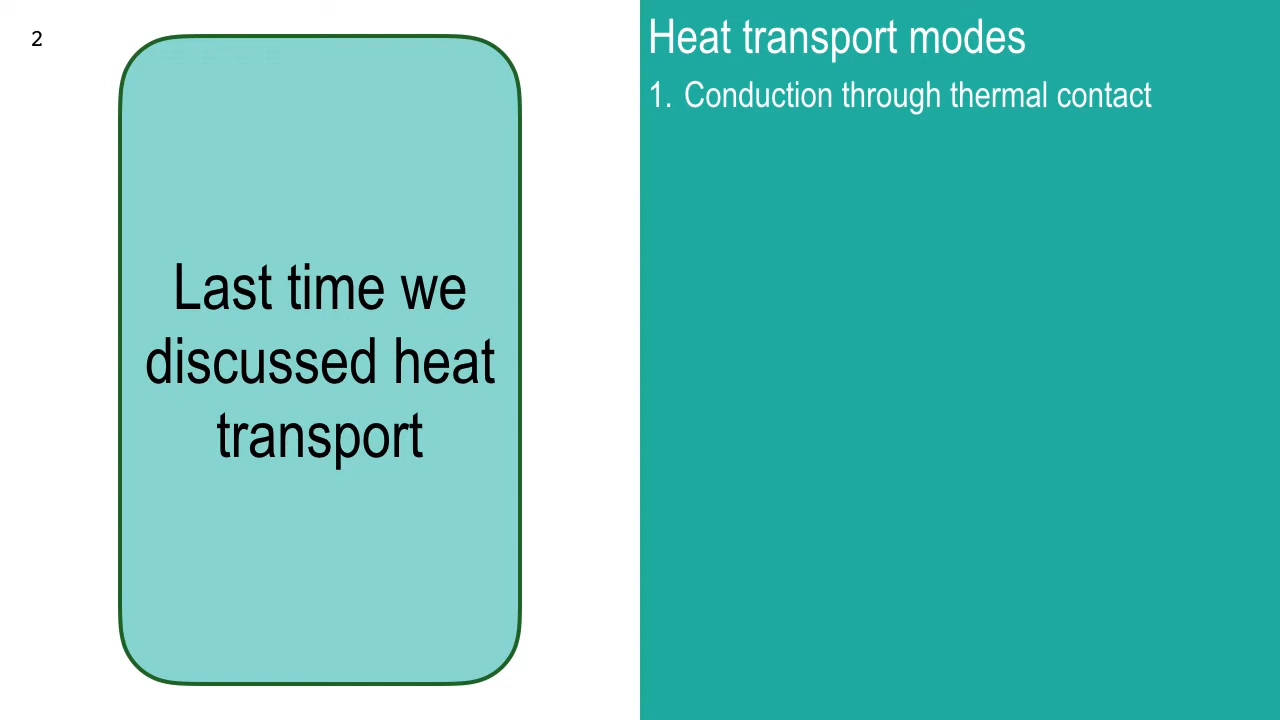 2
Last time we
discussed heat
transport
Heat transport modes
1. Conduction through thermal contact